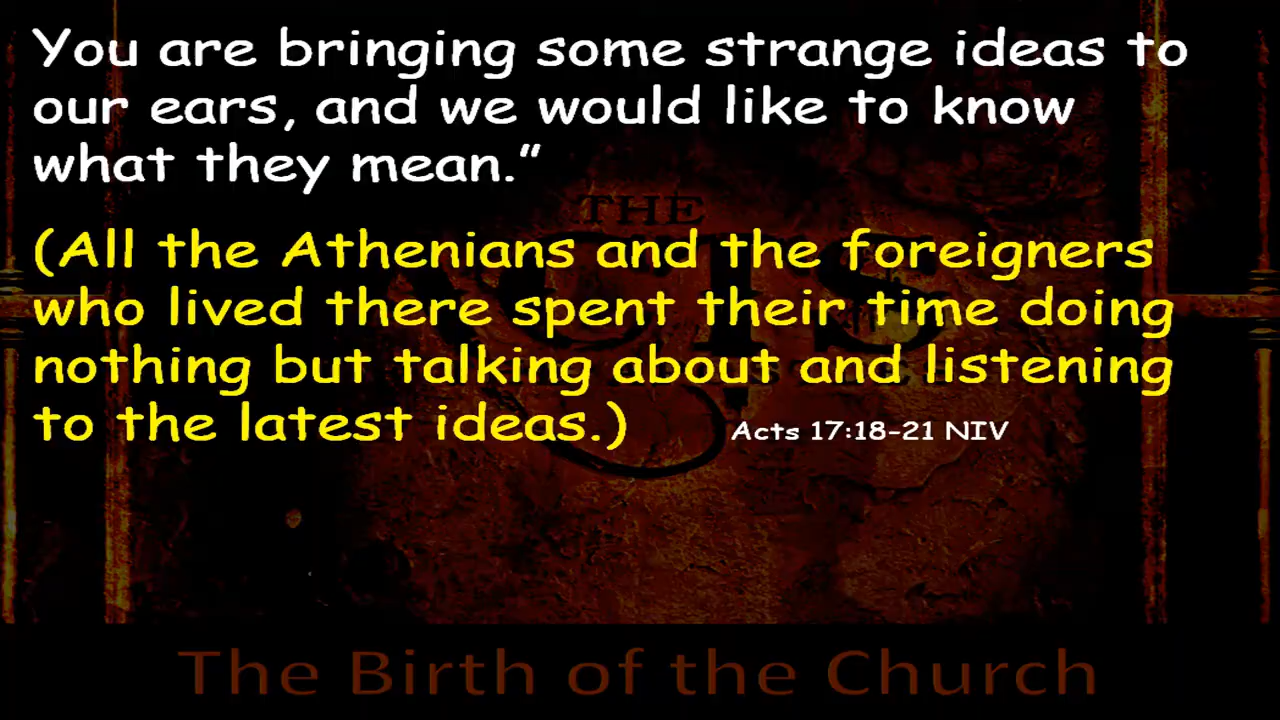 You are bringing some strange ideas to
our ears, and we would like to know
what they mean.”
THE
(All the Athenians and the foreigners
who lived there spent their time doing
nothing but talking about and listening
to the latest ideas.)
Acts 17:18-21 NIV
The Birth of the Church